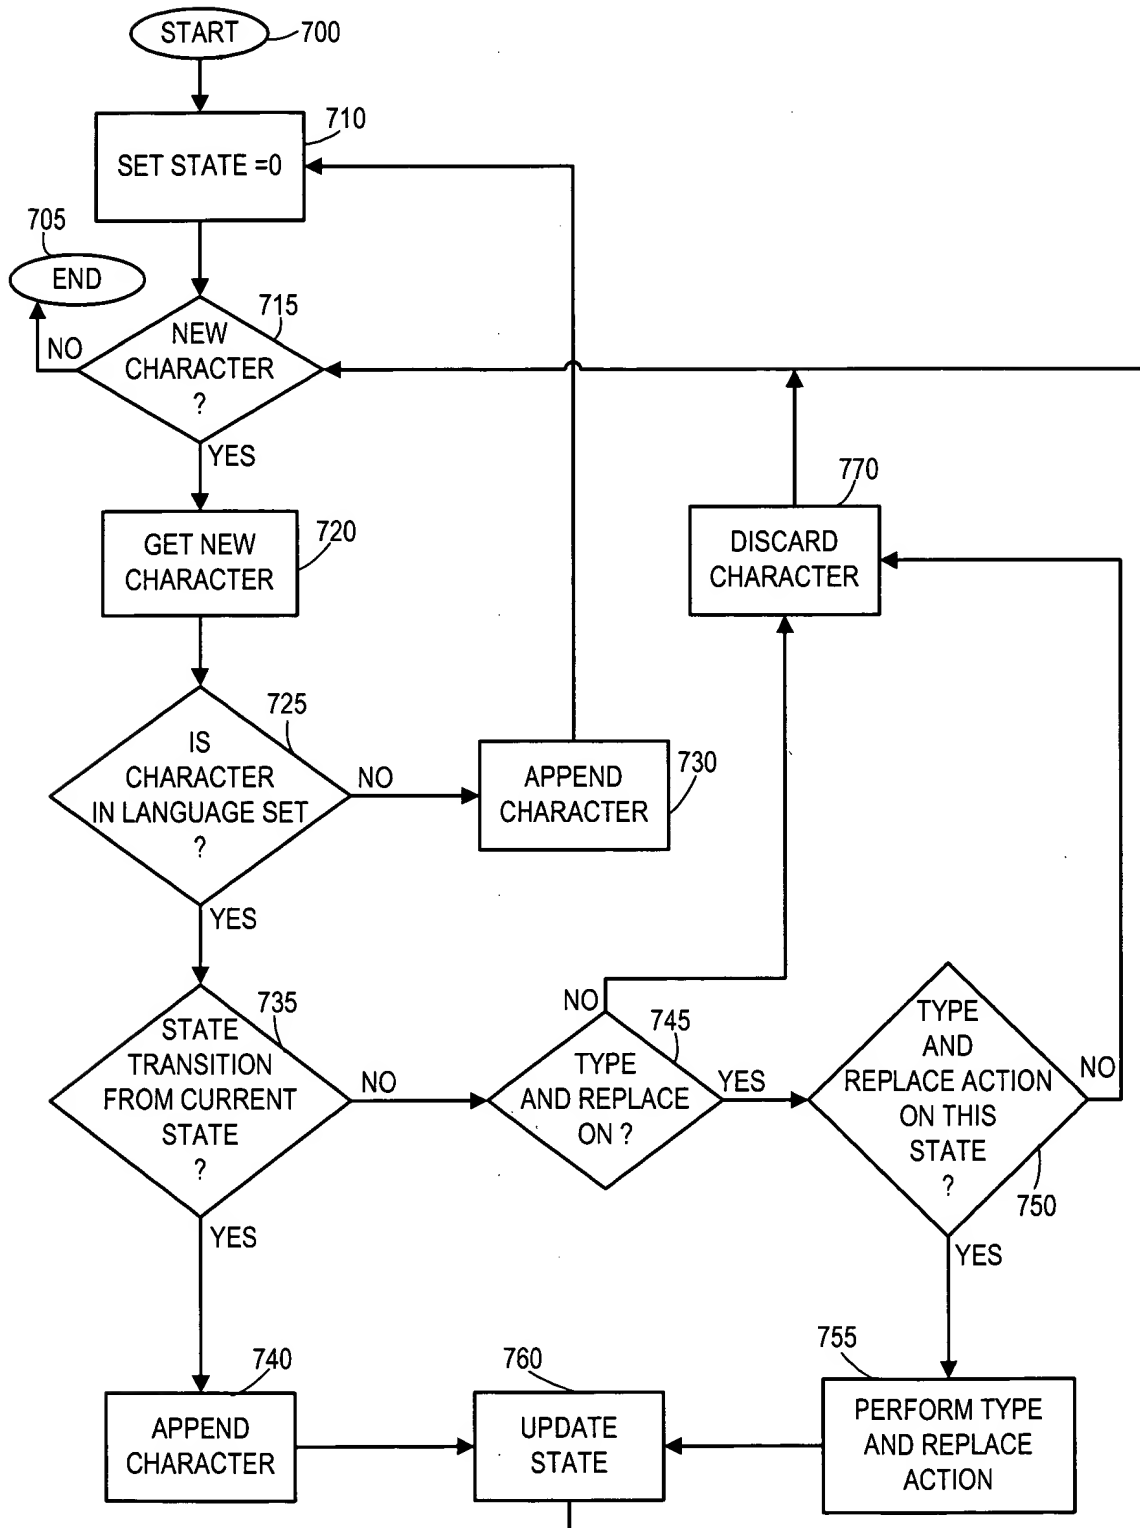 START
700
710
SET STATE =0
705
END
715
NEW
CHARACTER
?
NO
YES
GET NEW
CHARACTER
720
770
DISCARD
CHARACTER
725
IS
CHARACTER
IN LANGUAGE SET
?
NO
APPEND
CHARACTER
730
YES
735
STATE
TRANSITION
FROM CURRENT
STATE
?
NO
NO
745
TYPE
AND REPLACE
ON ?
YES
TYPE
AND
REPLACE ACTION
ON THIS
STATE
?
NO
750
YES
YES
740
APPEND
CHARACTER
760
UPDATE
STATE
755
PERFORM TYPE
AND REPLACE
ACTION